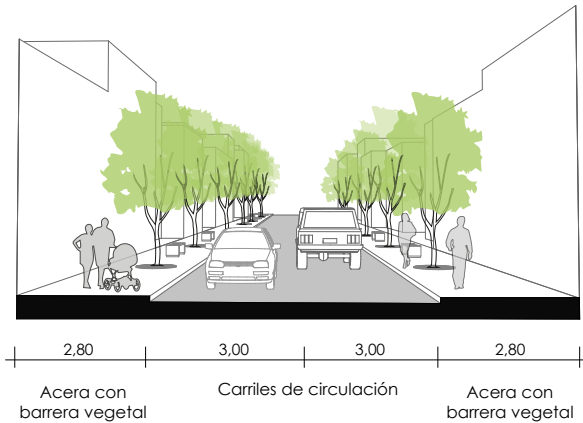 2,80 3,00 3,00 2,80
Acera con
barrera vegetal
Carriles de circulación
Acera con
barrera vegetal